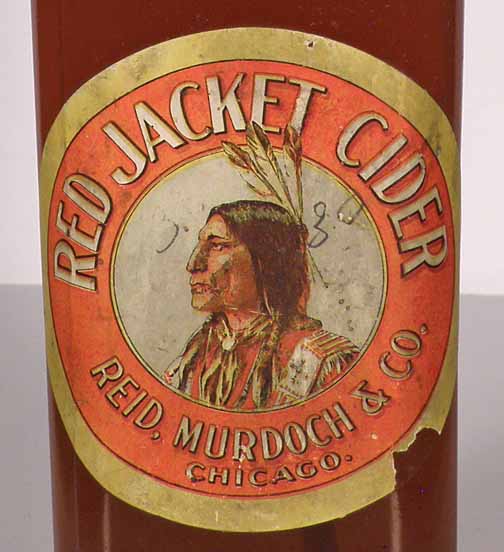 RED JACKET CIDER
REID, MURDOCH & CO.
CHICAGO.